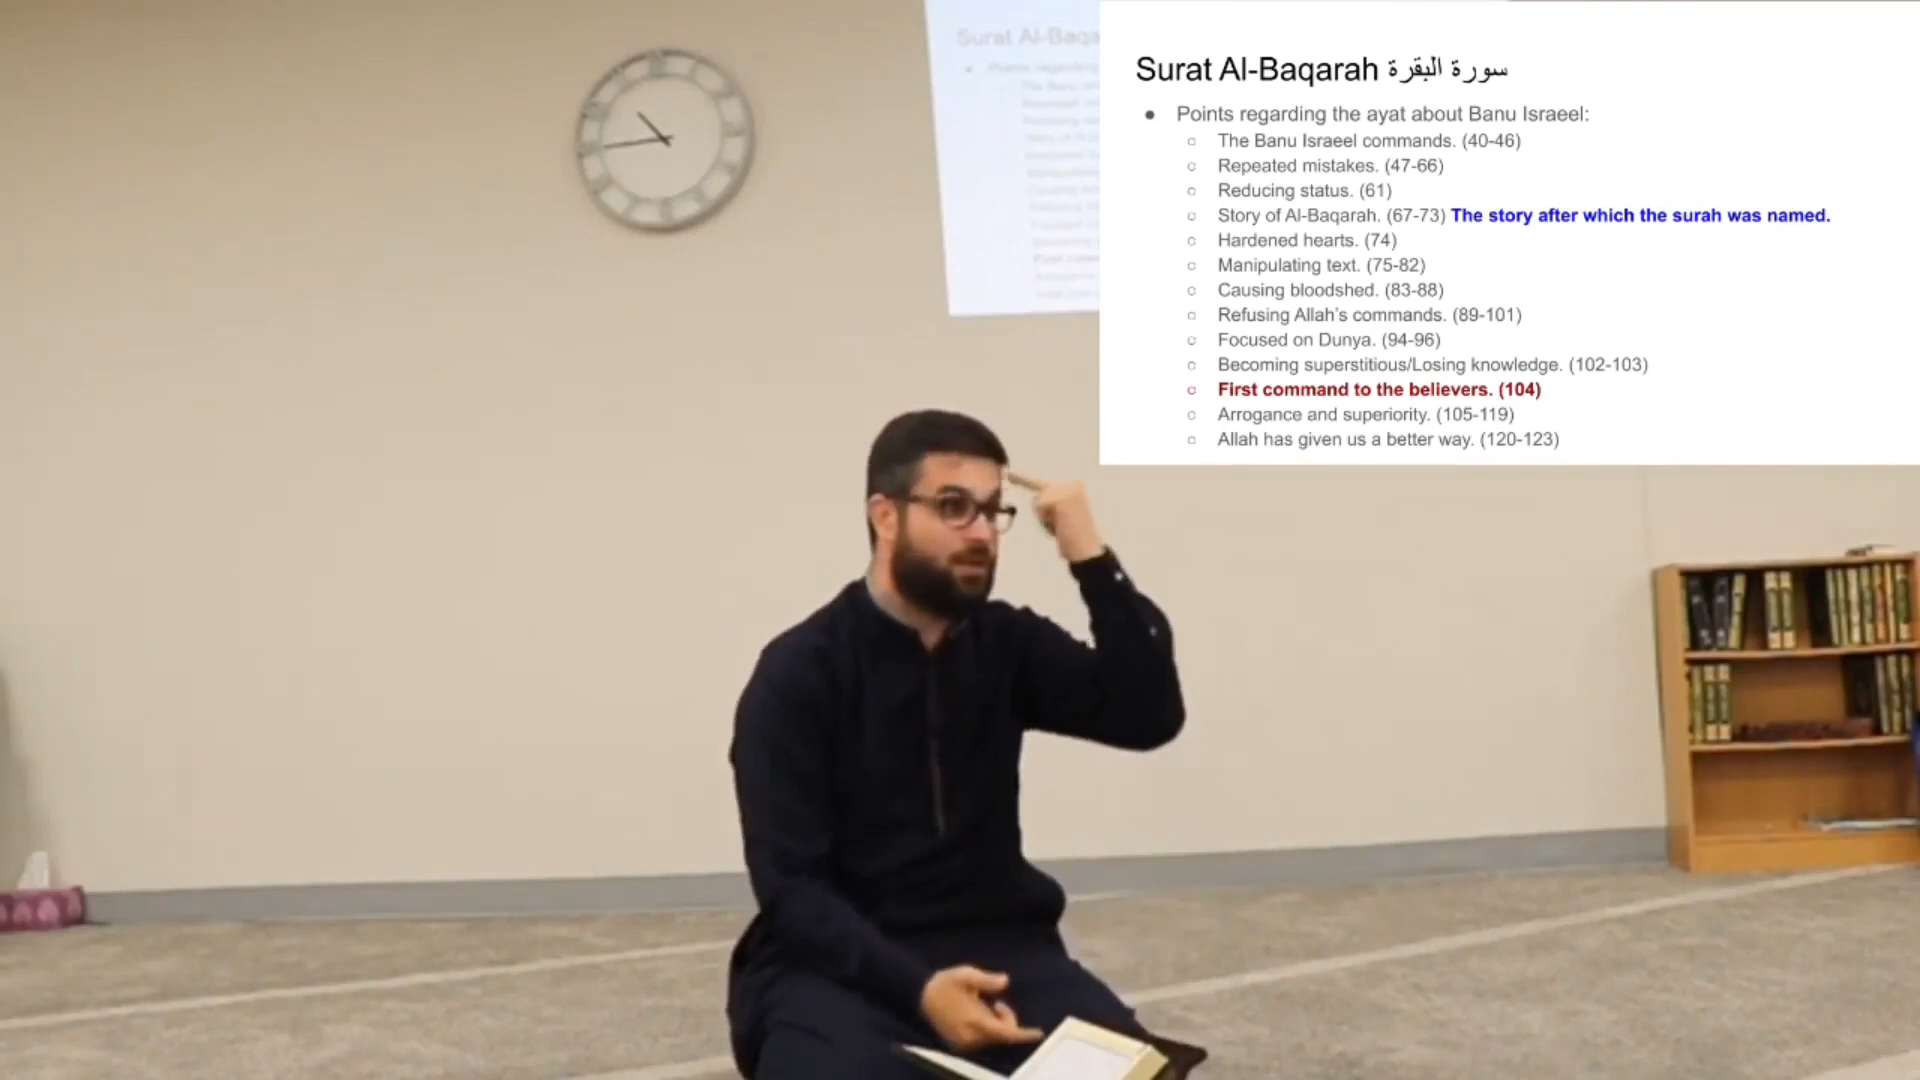 Surat Al-Baqarah سورة البقرة
● Points regarding the ayat about Banu Israeel:
○ The Banu Israeel commands. (40-46)
○ Repeated mistakes. (47-66)
○ Reducing status. (61)
○ Story of Al-Baqarah. (67-73) The story after which the surah was named.
○ Hardened hearts. (74)
○ Manipulating text. (75-82)
○ Causing bloodshed. (83-88)
○ Refusing Allah's commands. (89-101)
○ Focused on Dunya. (94-96)
○ Becoming superstitious/Losing knowledge. (102-103)
○ First command to the believers. (104)
○ Arrogance and superiority. (105-119)
○ Allah has given us a better way. (120-123)
Surat Al-Baqa